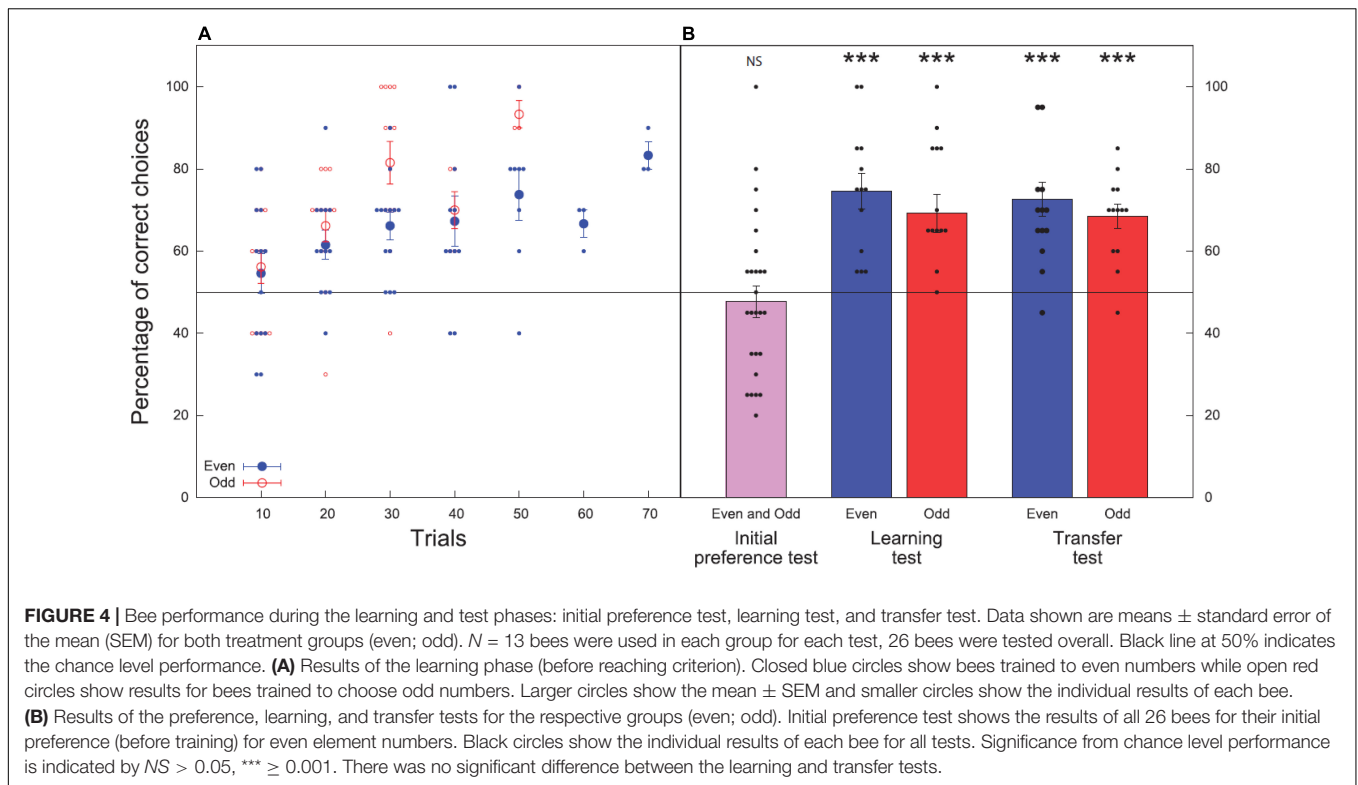 A
B
Percentage of correct choices
100
80
60
40
20
0
Even
Odd
10 20 30 40 50 60 70
Trials
NS *** *** *** ***
100
80
60
40
20
0
Even and Odd Even Odd Even Odd
Initial preference test
Learning test
Transfer test
FIGURE 4 | Bee performance during the learning and test phases: initial preference test, learning test, and transfer test. Data shown are means ± standard error of
the mean (SEM) for both treatment groups (even; odd). N = 13 bees were used in each group for each test, 26 bees were tested overall. Black line at 50% indicates
the chance level performance. (A) Results of the learning phase (before reaching criterion). Closed blue circles show bees trained to even numbers while open red
circles show results for bees trained to choose odd numbers. Larger circles show the mean ± SEM and smaller circles show the individual results of each bee.
(B) Results of the preference, learning, and transfer tests for the respective groups (even; odd). Initial preference test shows the results of all 26 bees for their initial
preference (before training) for even element numbers. Black circles show the individual results of each bee for all tests. Significance from chance level performance
is indicated by NS > 0.05, *** ≥ 0.001. There was no significant difference between the learning and transfer tests.